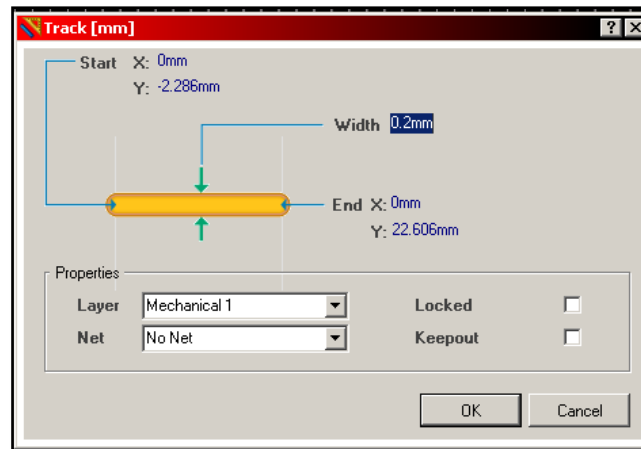 Track [mm]
Start X: 0mm
Y: -2.286mm
Width 0.2mm
End X: 0mm
Y: 22.606mm
Properties
Layer Mechanical 1 Locked
Net No Net Keepout
OK Cancel